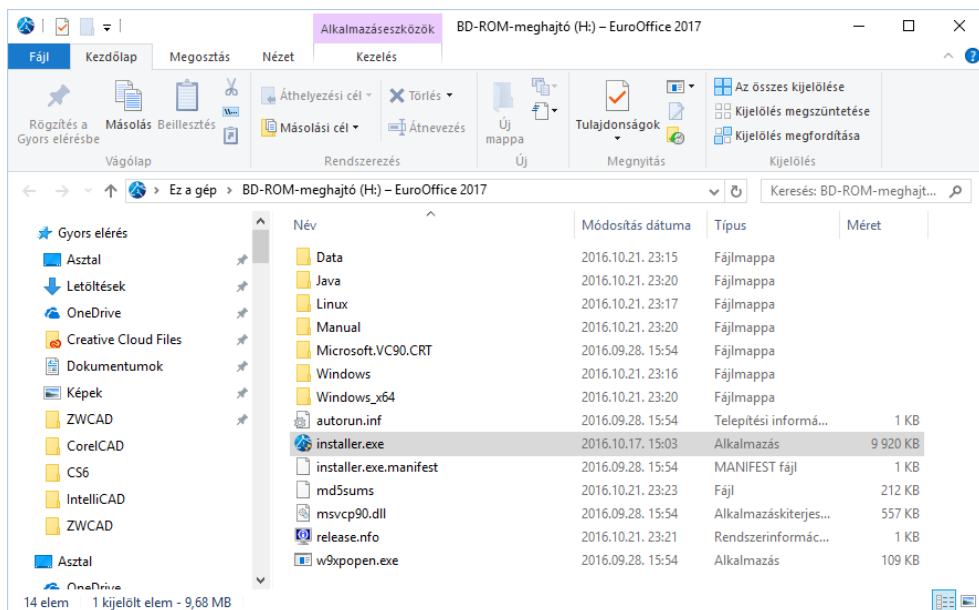 Alkalmazáseszközök BD-ROM-meghajtó (H:) – EuroOffice 2017
Fájl Kezdőlap Megosztás Nézet Kezelés
Rögzítés a Gyors elérésbe
Másolás
Beillesztés
Vágólap
Áthelyezési cél
Másolási cél
Törlés
Átnevezés
Rendszerezés
Új mappa
Új
Tulajdonságok
Megnyitás
Az összes kijelölése
Kijelölés megszüntetése
Kijelölés megfordítása
Kijelölés
Ez a gép > BD-ROM-meghajtó (H:) – EuroOffice 2017
Keresés: BD-ROM-meghajt...
Gyors elérés
Asztal
Letöltések
OneDrive
Creative Cloud Files
Dokumentumok
Képek
ZWCAD
CorelCAD
CS6
IntelliCAD
ZWCAD
Asztal
OneDrive
Név Módosítás dátuma Típus Méret
Data 2016.10.21. 23:15 Fájlmappa
Java 2016.10.21. 23:20 Fájlmappa
Linux 2016.10.21. 23:17 Fájlmappa
Manual 2016.10.21. 23:20 Fájlmappa
Microsoft.VC90.CRT 2016.09.28. 15:54 Fájlmappa
Windows 2016.10.21. 23:16 Fájlmappa
Windows_x64 2016.10.21. 23:20 Fájlmappa
autorun.inf 2016.09.28. 15:54 Telepítési informá... 1 KB
installer.exe 2016.10.17. 15:03 Alkalmazás 9 920 KB
installer.exe.manifest 2016.09.28. 15:54 MANIFEST fájl 1 KB
md5sums 2016.10.21. 23:23 Fájl 212 KB
msvcp90.dll 2016.09.28. 15:54 Alkalmazáskiterjes... 557 KB
release.nfo 2016.10.21. 23:21 Rendszerinformác... 1 KB
w9xpopen.exe 2016.09.28. 15:54 Alkalmazás 109 KB
14 elem 1 kijelölt elem - 9,68 MB